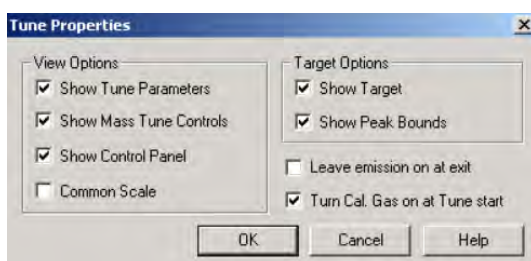 Tune Properties
View Options
Show Tune Parameters
Show Mass Tune Controls
Show Control Panel
Common Scale
Target Options
Show Target
Show Peak Bounds
Leave emission on at exit
Turn Cal. Gas on at Tune start
OK
Cancel
Help